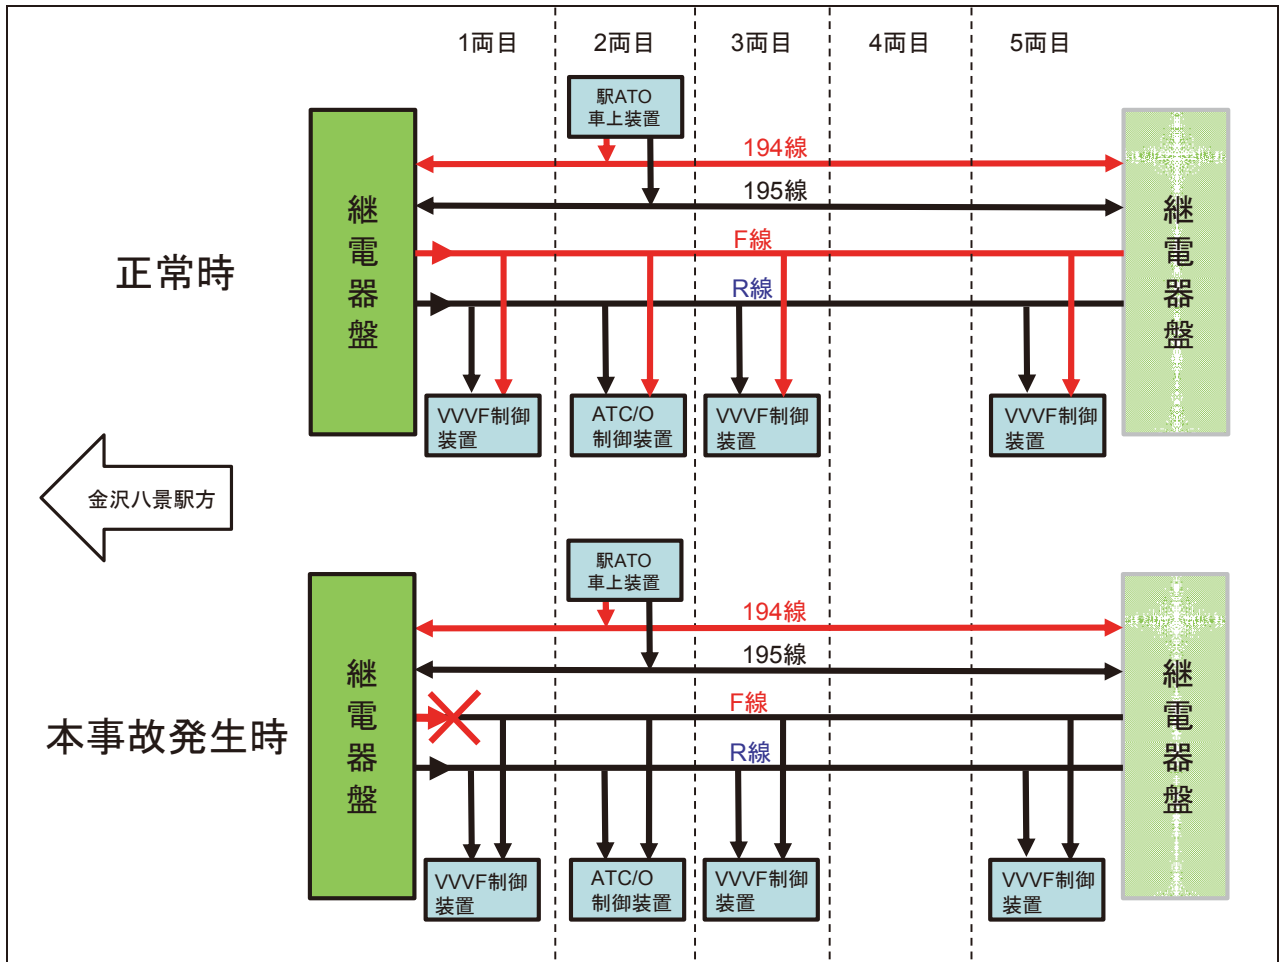 1両目
2両目
3両目
4両目
5両目
正常時
継電器盤
駅ATO
車上装置
194線
195線
F線
R線
継電器盤
VVVF制御
装置
ATC/O
制御装置
VVVF制御
装置
VVVF制御
装置
金沢八景駅方
本事故発生時
継電器盤
駅ATO
車上装置
194線
195線
F線
R線
継電器盤
VVVF制御
装置
ATC/O
制御装置
VVVF制御
装置
VVVF制御
装置